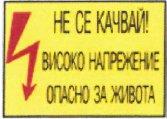 НЕ СЕ КАЧВАЙ!
ВИСОКО НАПРЕЖЕНИЕ
ОПАСНО ЗА ЖИВОТА